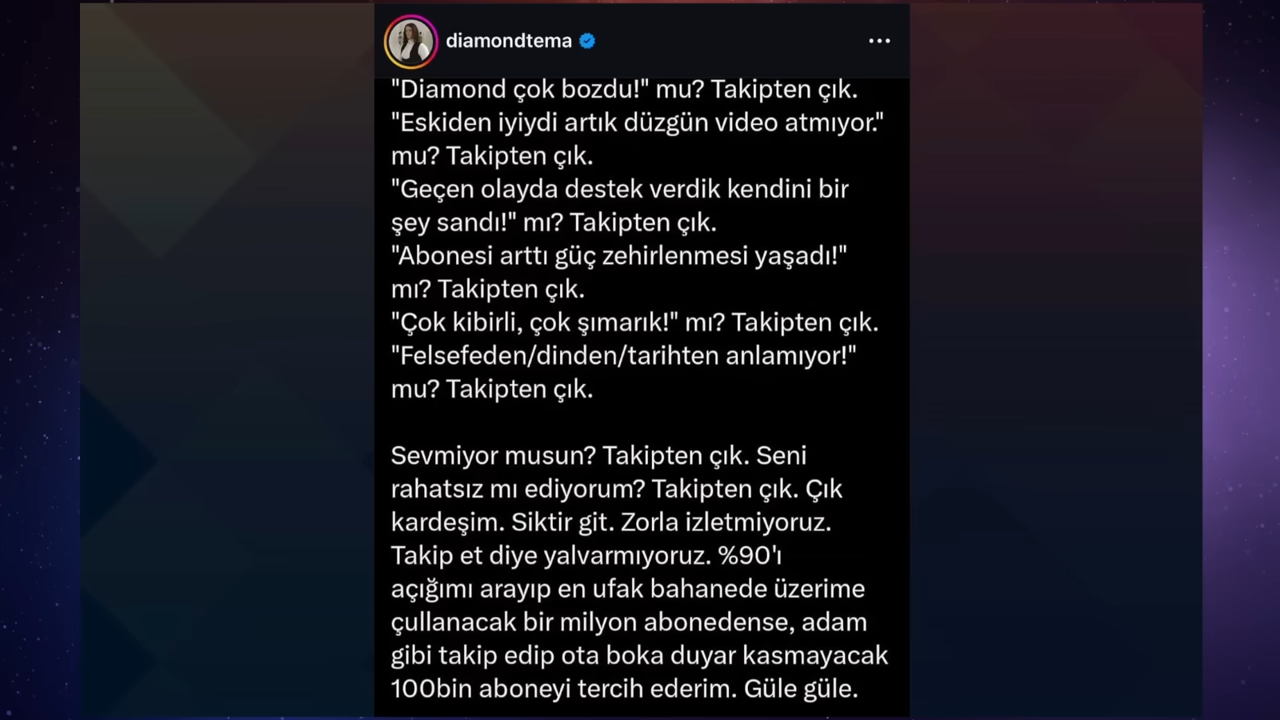 diamondtema
"Diamond çok bozdu!" mu? Takipten çık.
"Eskiden iyiydi artık düzgün video atmıyor."
mu? Takipten çık.
"Geçen olayda destek verdik kendini bir
şey sandı!" mı? Takipten çık.
"Abonesi arttı güç zehirlenmesi yaşadı!"
mı? Takipten çık.
"Çok kibirli, çok şımarık!" mı? Takipten çık.
"Felsefeden/dinden/tarihten anlamıyor!"
mu? Takipten çık.
Sevmiyor musun? Takipten çık. Seni
rahatsız mı ediyorum? Takipten çık. Çık
kardeşim. Siktir git. Zorla izletmiyoruz.
Takip et diye yalvarmıyoruz. %90'ı
açığımı arayıp en ufak bahanede üzerime
çullanacak bir milyon abonedense, adam
gibi takip edip ota boka duyar kasmayacak
100bin aboneyi tercih ederim. Güle güle.